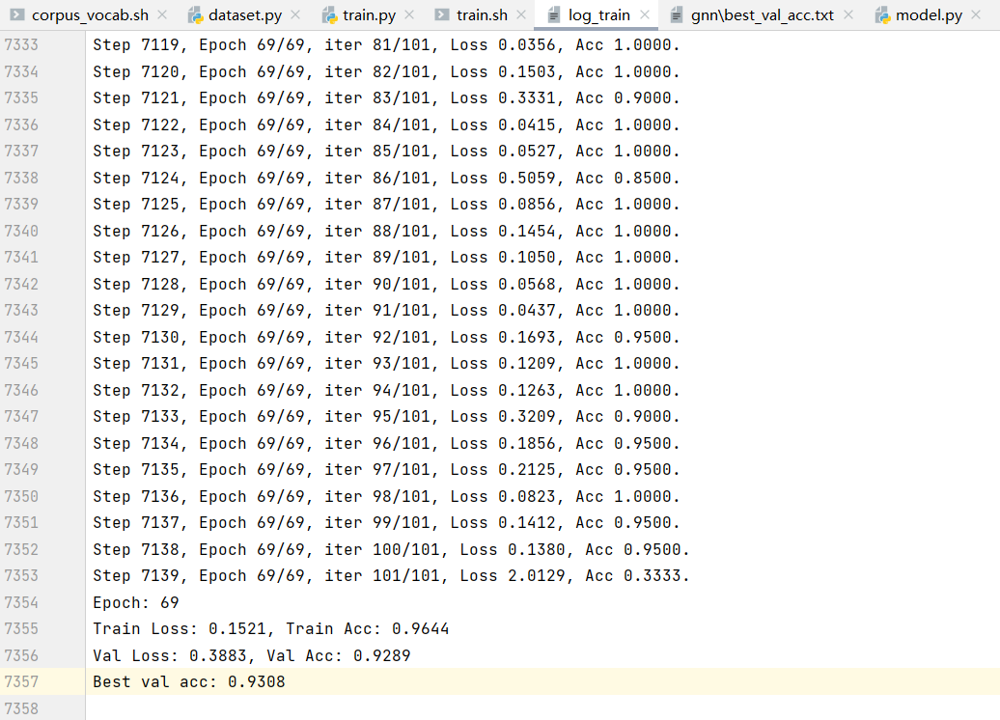 corpus_vocab.sh dataset.py train.py train.sh log_train gnn\best_val_acc.txt model.py
7333 Step 7119, Epoch 69/69, iter 81/101, Loss 0.0356, Acc 1.0000.
7334 Step 7120, Epoch 69/69, iter 82/101, Loss 0.1503, Acc 1.0000.
7335 Step 7121, Epoch 69/69, iter 83/101, Loss 0.3331, Acc 0.9000.
7336 Step 7122, Epoch 69/69, iter 84/101, Loss 0.0415, Acc 1.0000.
7337 Step 7123, Epoch 69/69, iter 85/101, Loss 0.0527, Acc 1.0000.
7338 Step 7124, Epoch 69/69, iter 86/101, Loss 0.5059, Acc 0.8500.
7339 Step 7125, Epoch 69/69, iter 87/101, Loss 0.0856, Acc 1.0000.
7340 Step 7126, Epoch 69/69, iter 88/101, Loss 0.1454, Acc 1.0000.
7341 Step 7127, Epoch 69/69, iter 89/101, Loss 0.1050, Acc 1.0000.
7342 Step 7128, Epoch 69/69, iter 90/101, Loss 0.0568, Acc 1.0000.
7343 Step 7129, Epoch 69/69, iter 91/101, Loss 0.0437, Acc 1.0000.
7344 Step 7130, Epoch 69/69, iter 92/101, Loss 0.1693, Acc 0.9500.
7345 Step 7131, Epoch 69/69, iter 93/101, Loss 0.1209, Acc 1.0000.
7346 Step 7132, Epoch 69/69, iter 94/101, Loss 0.1263, Acc 1.0000.
7347 Step 7133, Epoch 69/69, iter 95/101, Loss 0.3209, Acc 0.9000.
7348 Step 7134, Epoch 69/69, iter 96/101, Loss 0.1856, Acc 0.9500.
7349 Step 7135, Epoch 69/69, iter 97/101, Loss 0.2125, Acc 0.9500.
7350 Step 7136, Epoch 69/69, iter 98/101, Loss 0.0823, Acc 1.0000.
7351 Step 7137, Epoch 69/69, iter 99/101, Loss 0.1412, Acc 0.9500.
7352 Step 7138, Epoch 69/69, iter 100/101, Loss 0.1380, Acc 0.9500.
7353 Step 7139, Epoch 69/69, iter 101/101, Loss 2.0129, Acc 0.3333.
7354 Epoch: 69
7355 Train Loss: 0.1521, Train Acc: 0.9644
7356 Val Loss: 0.3883, Val Acc: 0.9289
7357 Best val acc: 0.9308
7358